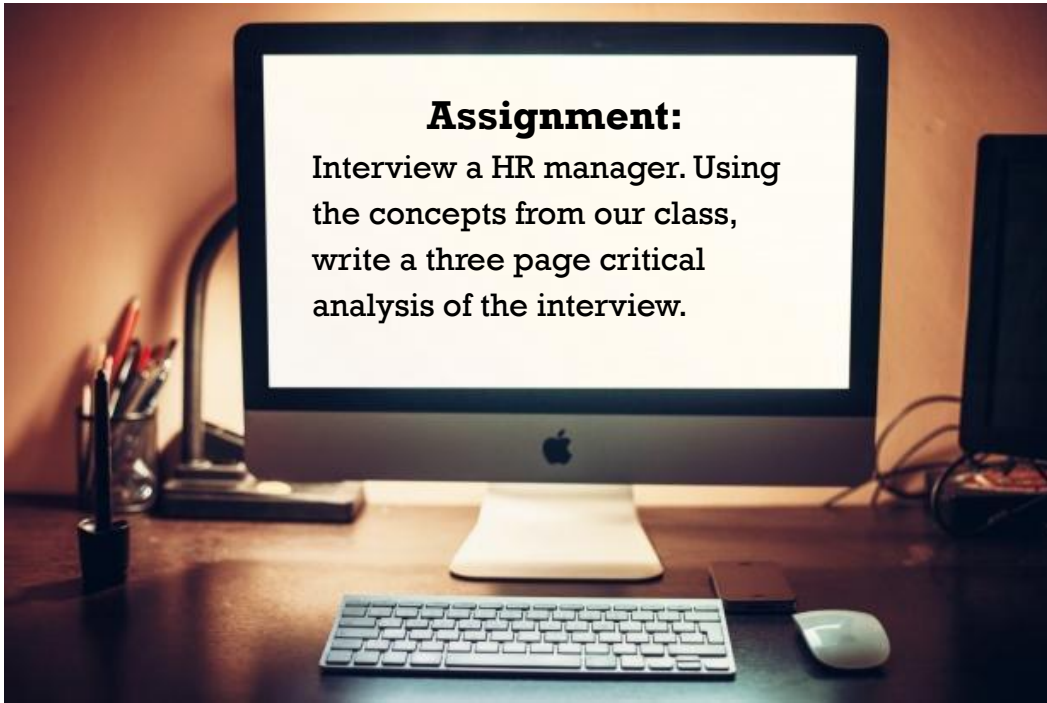 Assignment:
Interview a HR manager. Using
the concepts from our class,
write a three page critical
analysis of the interview.